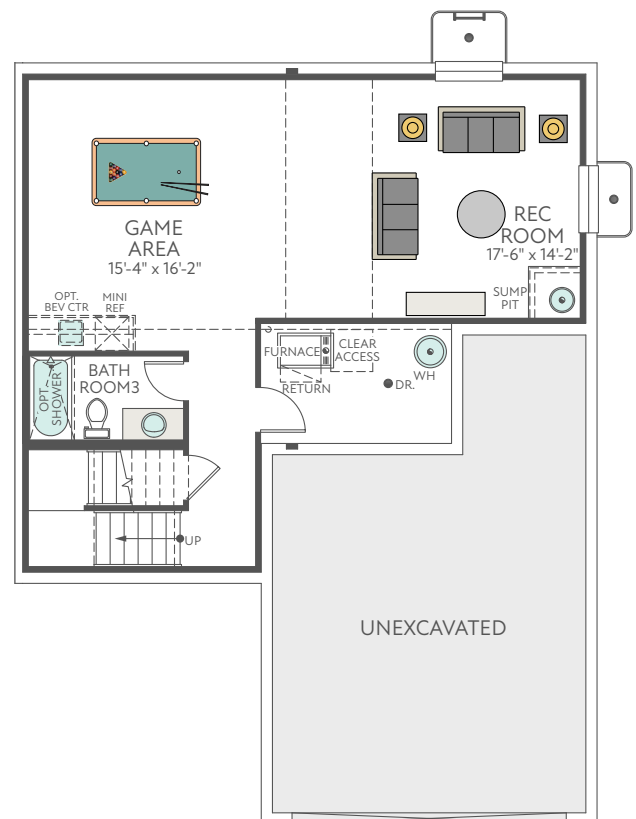 GAME
AREA
15'-4" x 16'-2"
REC
ROOM
17'-6" x 14'-2"
OPT.
BEV CTR
MINI
REF
SUMP
PIT
FURNACE
CLEAR
ACCESS
WH
RETURN
DR.
BATH
ROOM3
OPT.
SHOWER
UP
UNEXCAVATED